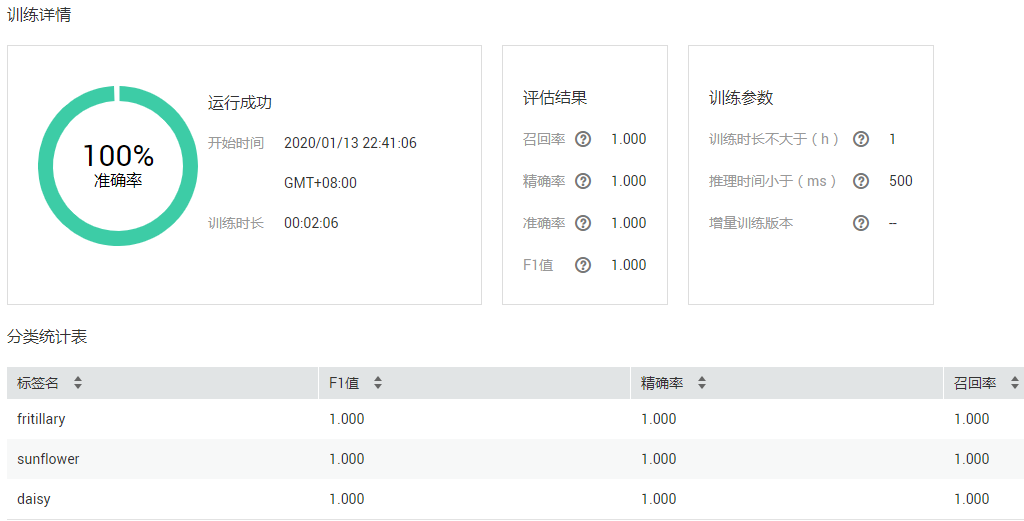 训练详情
100%
准确率
运行成功
开始时间 2020/01/13 22:41:06
GMT+08:00
训练时长 00:02:06
评估结果
召回率 ? 1.000
精确率 ? 1.000
准确率 ? 1.000
F1值 ? 1.000
训练参数
训练时长不大于（h） ? 1
推理时间小于（ms） ? 500
增量训练版本 ? --
分类统计表
标签名 F1值 精确率 召回率
fritillary 1.000 1.000 1.000
sunflower 1.000 1.000 1.000
daisy 1.000 1.000 1.000